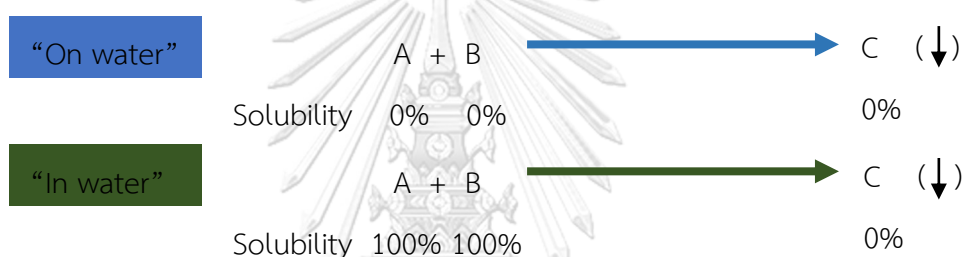 “On water” A + B C (↓)
Solubility 0% 0% 0%
“In water” A + B C (↓)
Solubility 100% 100% 0%